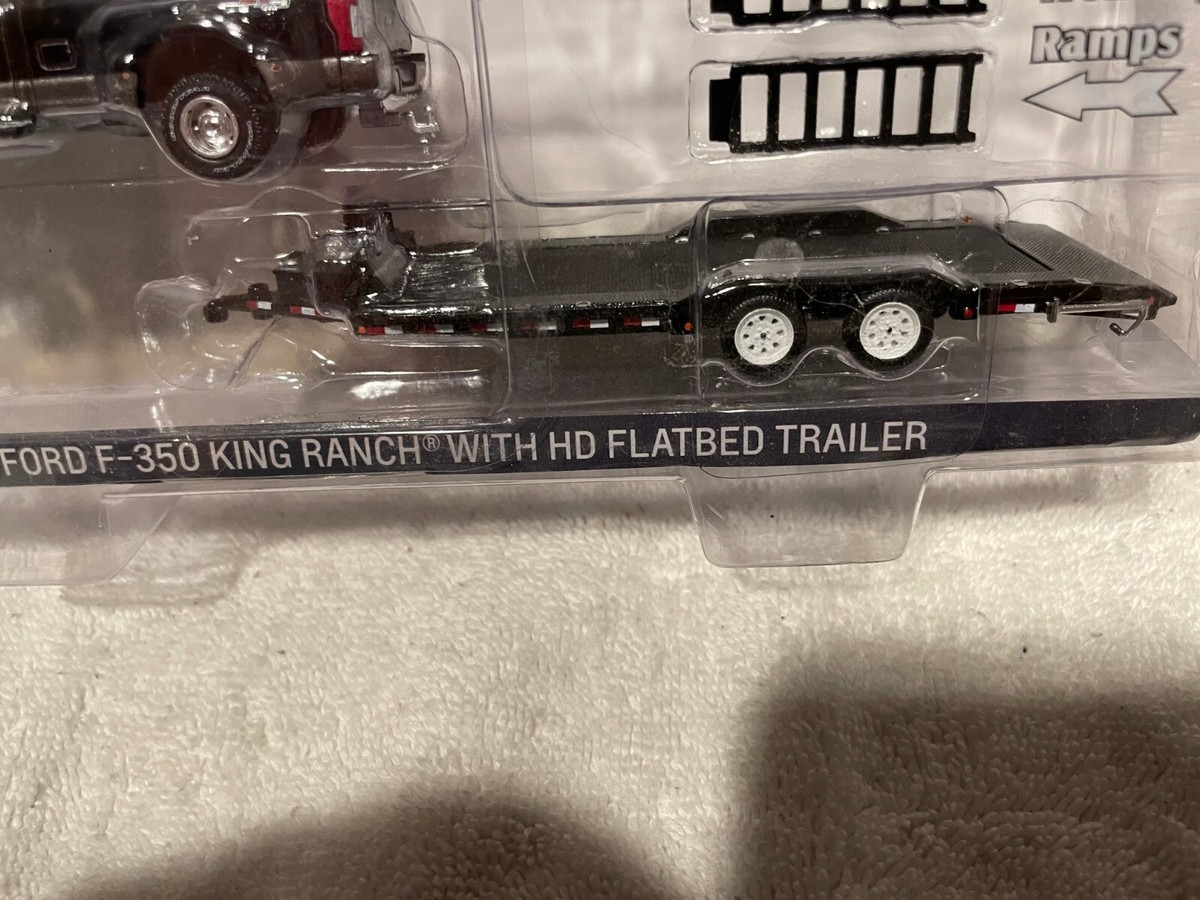 Ramps
FORD F-350 KING RANCH® WITH HD FLATBED TRAILER